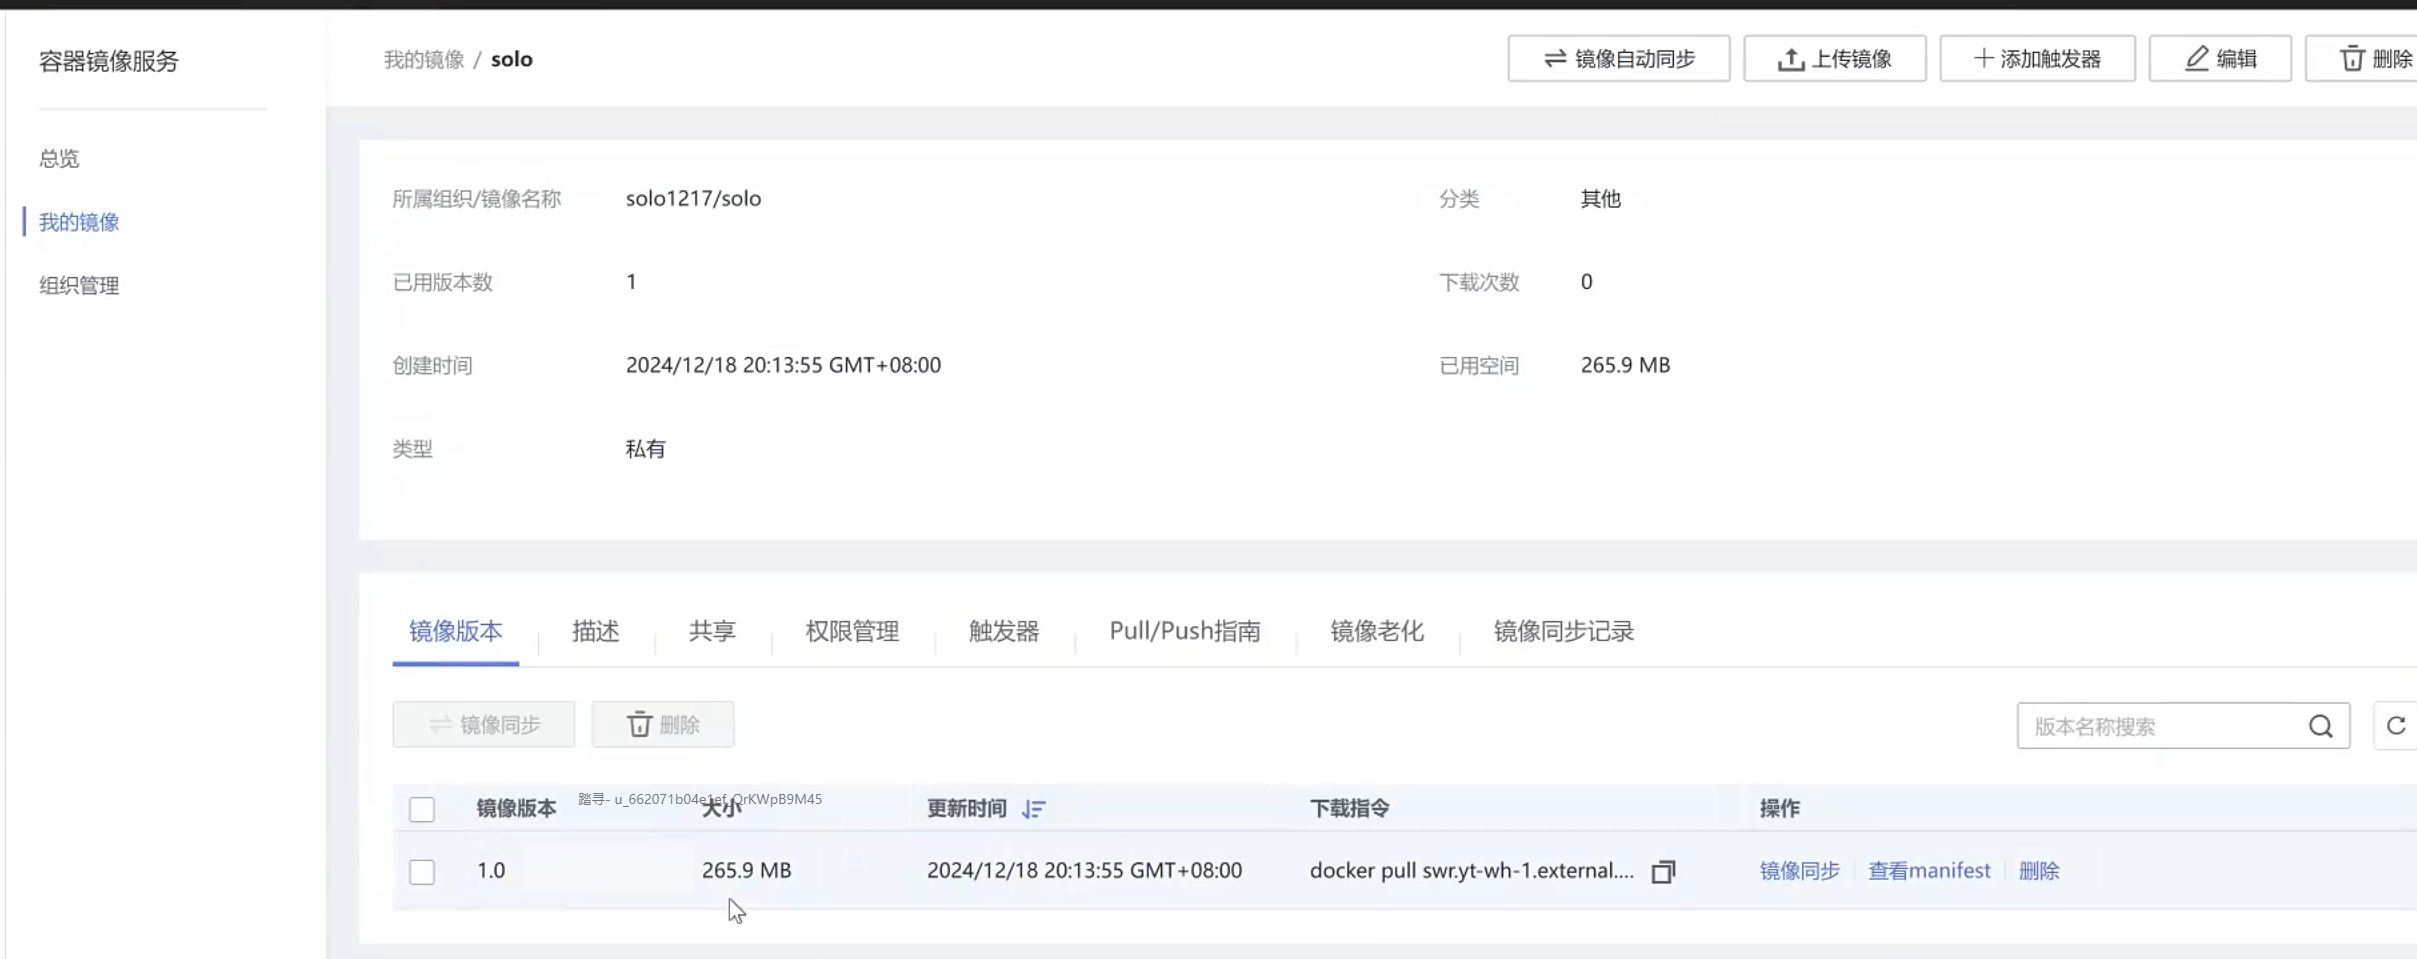 容器镜像服务
总览
我的镜像
组织管理
我的镜像 / solo
镜像自动同步
上传镜像
添加触发器
编辑
删除
所属组织/镜像名称 solo1217/solo
分类 其他
已用版本数 1
下载次数 0
创建时间 2024/12/18 20:13:55 GMT+08:00
已用空间 265.9 MB
类型 私有
镜像版本 描述 共享 权限管理 触发器 Pull/Push指南 镜像老化 镜像同步记录
镜像同步 删除
版本名称搜索
踏寻- u_662071b04e1ef_QrKWpB9M45
镜像版本 大小 更新时间 下载指令 操作
1.0 265.9 MB 2024/12/18 20:13:55 GMT+08:00 docker pull swr.yt-wh-1.external.... 镜像同步 查看manifest 删除